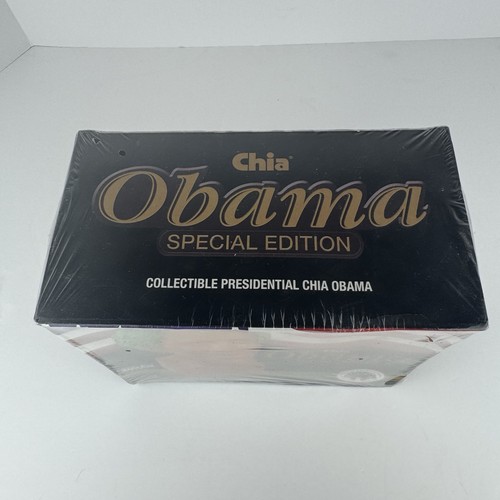 Chia®
Obama
SPECIAL EDITION
COLLECTIBLE PRESIDENTIAL CHIA OBAMA